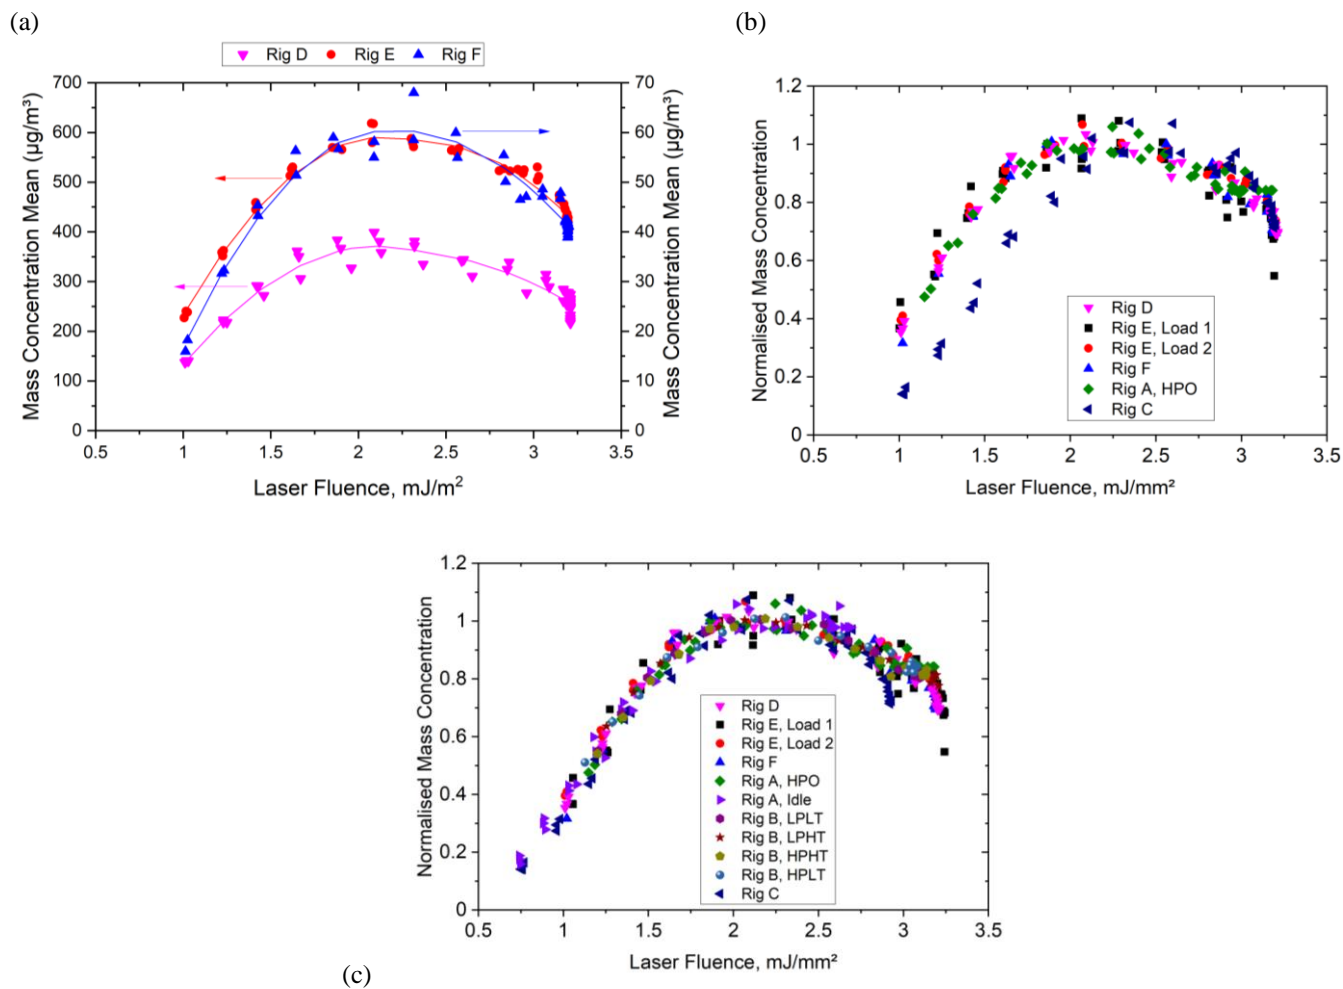 (a)
(b)
Rig D Rig E Rig F
700
600
500
400
300
200
100
0
70
60
50
40
30
20
10
0
0.5 1.0 1.5 2.0 2.5 3.0 3.5
Mass Concentration Mean (µg/m³)
Mass Concentration Mean (µg/m³)
Laser Fluence, mJ/m²
1.2
1
0.8
0.6
0.4
0.2
0
0.5 1 1.5 2 2.5 3 3.5
Normalised Mass Concentration
Laser Fluence, mJ/mm²
Rig D
Rig E, Load 1
Rig E, Load 2
Rig F
Rig A, HPO
Rig C
1.2
1
0.8
0.6
0.4
0.2
0
0.5 1 1.5 2 2.5 3 3.5
Normalised Mass Concentration
Laser Fluence, mJ/mm²
Rig D
Rig E, Load 1
Rig E, Load 2
Rig F
Rig A, HPO
Rig A, Idle
Rig B, LPLT
Rig B, LPHT
Rig B, HPHT
Rig B, HPLT
Rig C
(c)